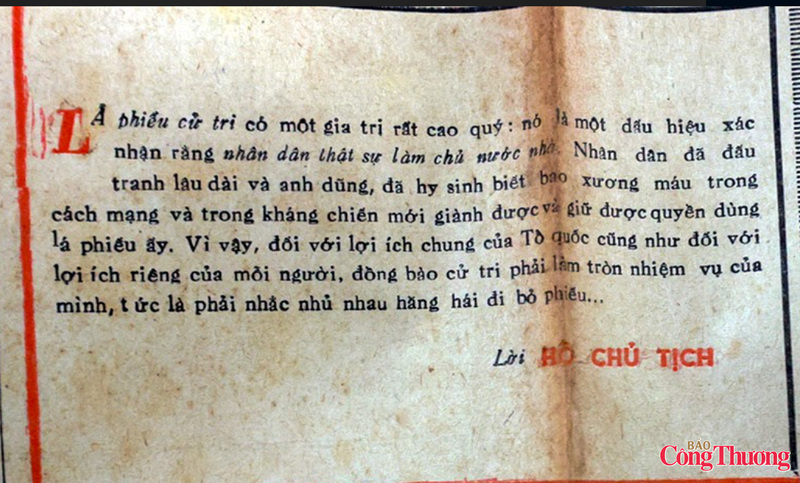 LÁ phiếu cử tri có một gia trị rất cao quý: nó là một dấu hiệu xác
nhận rằng nhân dân thật sự làm chủ nước nhà. Nhân dân đã đấu
tranh lâu dài và anh dũng, đã hy sinh biết bao xương máu trong
cách mạng và trong kháng chiến mới giành được và giữ được quyền dùng
lá phiếu ấy. Vì vậy, đối với lợi ích chung của Tổ quốc cũng như đối với
lợi ích riêng của mỗi người, đồng bào cử tri phải làm tròn nhiệm vụ của
mình, t ức là phải nhắc nhủ nhau hăng hái đi bỏ phiếu...
Lời HỒ CHỦ TỊCH
BÁO
Công Thương